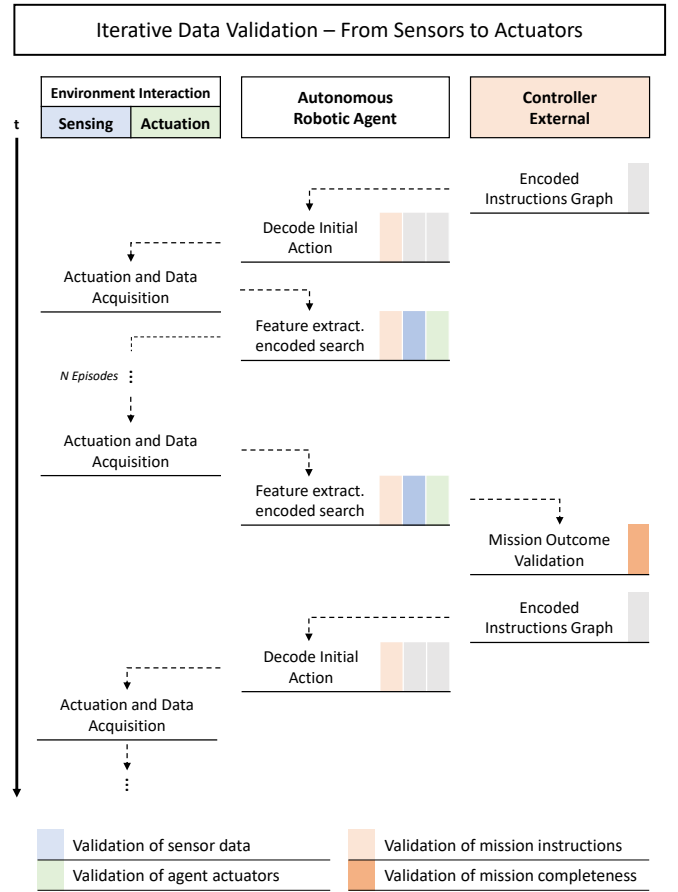 Iterative Data Validation – From Sensors to Actuators
Environment Interaction
Sensing
Actuation
Autonomous
Robotic Agent
Controller
External
t
Encoded
Instructions Graph
Decode Initial
Action
Actuation and Data
Acquisition
Feature extract.
encoded search
N Episodes
Actuation and Data
Acquisition
Feature extract.
encoded search
Mission Outcome
Validation
Encoded
Instructions Graph
Decode Initial
Action
Actuation and Data
Acquisition
Validation of sensor data
Validation of mission instructions
Validation of agent actuators
Validation of mission completeness